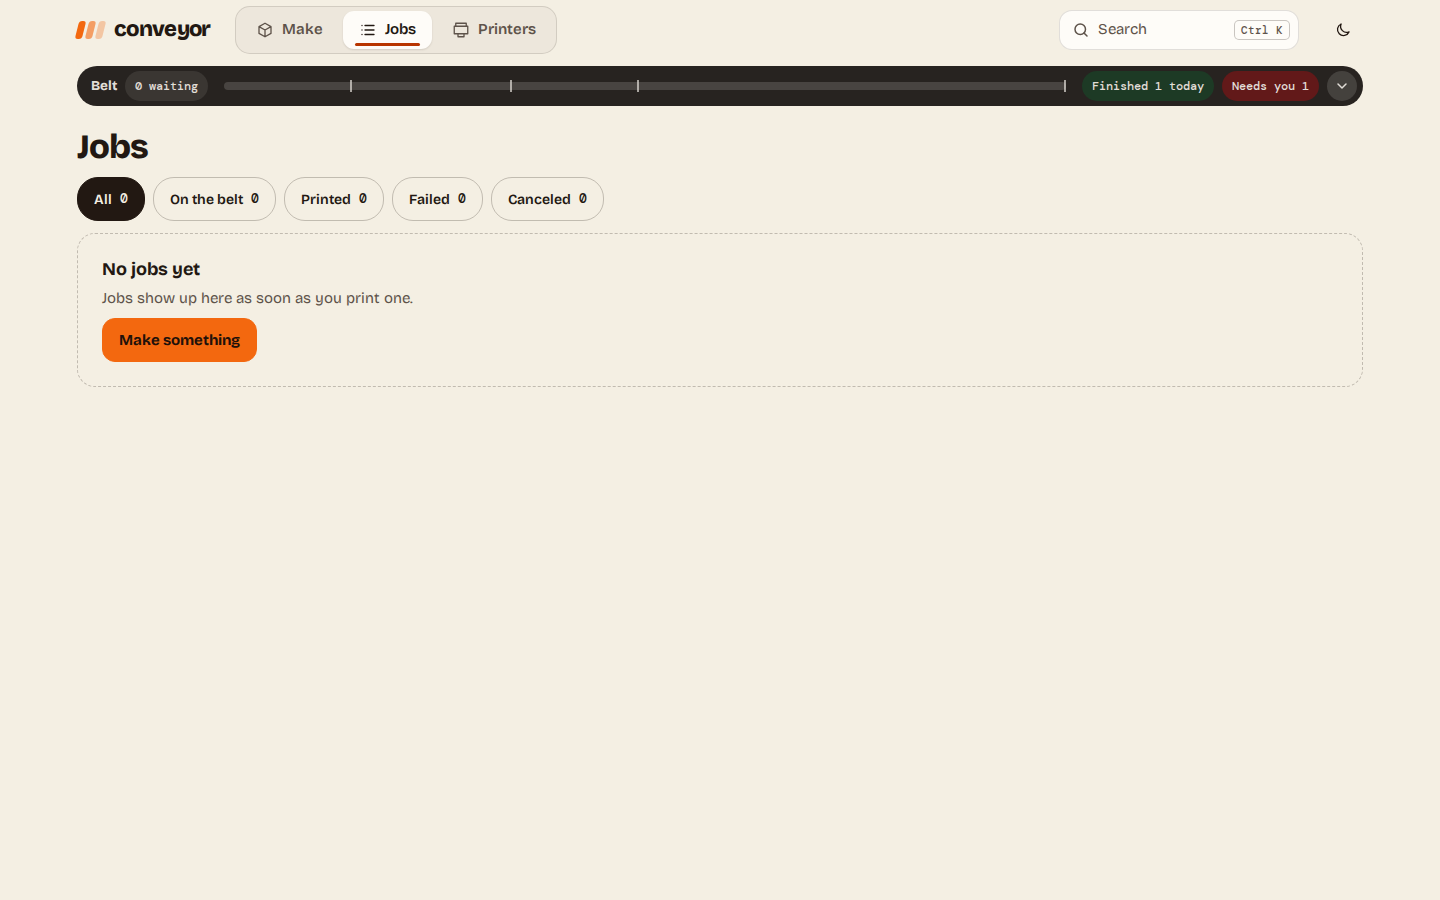 conveyor
Make
Jobs
Printers
Search
Ctrl K
Belt
0 waiting
Finished 1 today
Needs you 1
Jobs
All 0
On the belt 0
Printed 0
Failed 0
Canceled 0
No jobs yet
Jobs show up here as soon as you print one.
Make something